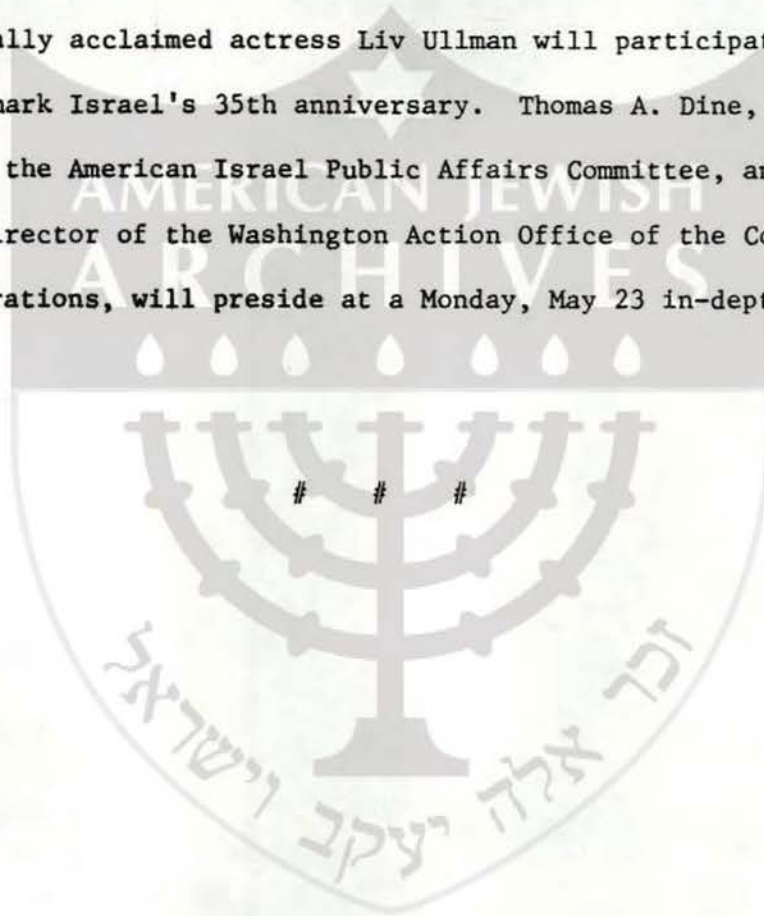 ally acclaimed actress Liv Ullman will participat
mark Israel's 35th anniversary. Thomas A. Dine,
the American Israel Public Affairs Committee, an
irector of the Washington Action Office of the Co
rations, will preside at a Monday, May 23 in-dept
AMERICAN JEWISH
ARCHIVES
# # #
זכר אלה יעקב וישראל